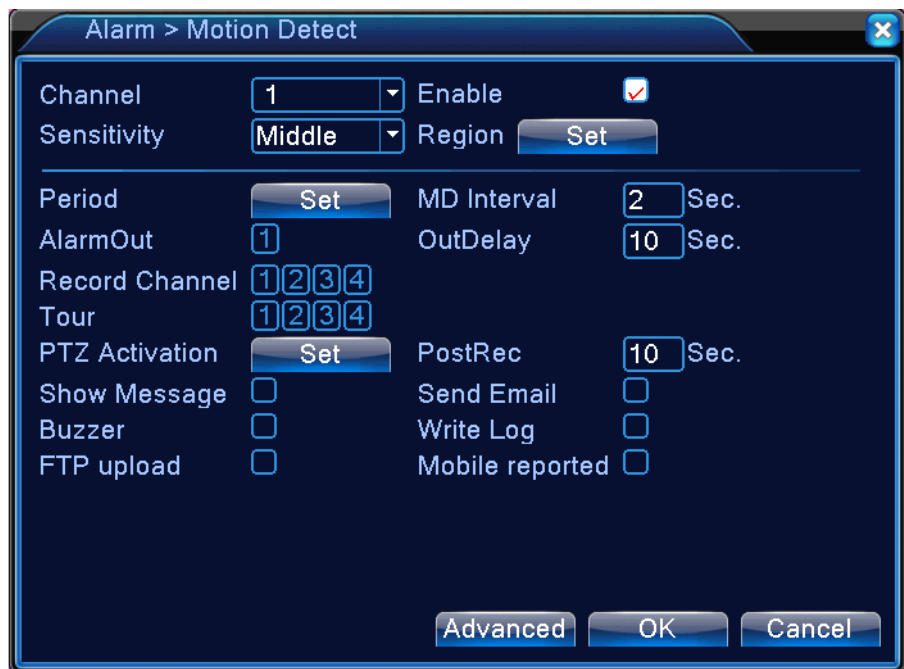 Alarm > Motion Detect
Channel 1 Enable
Sensitivity Middle Region Set
Period Set MD Interval 2 Sec.
AlarmOut 1 OutDelay 10 Sec.
Record Channel 1 2 3 4
Tour 1 2 3 4
PTZ Activation Set PostRec 10 Sec.
Show Message Send Email
Buzzer Write Log
FTP upload Mobile reported
Advanced OK Cancel